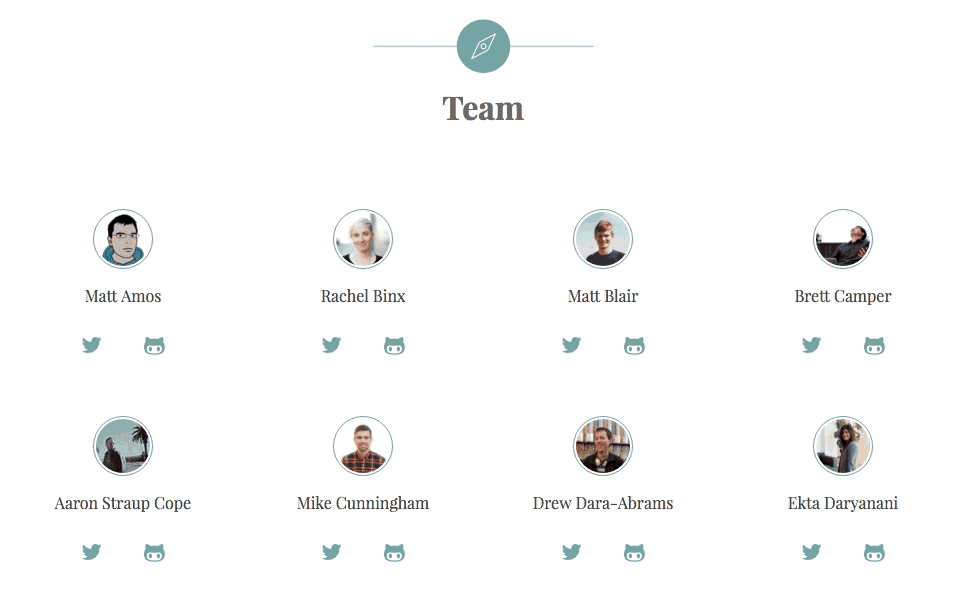 Team
Matt Amos
Rachel Binx
Matt Blair
Brett Camper
Aaron Straup Cope
Mike Cunningham
Drew Dara-Abrams
Ekta Daryanani